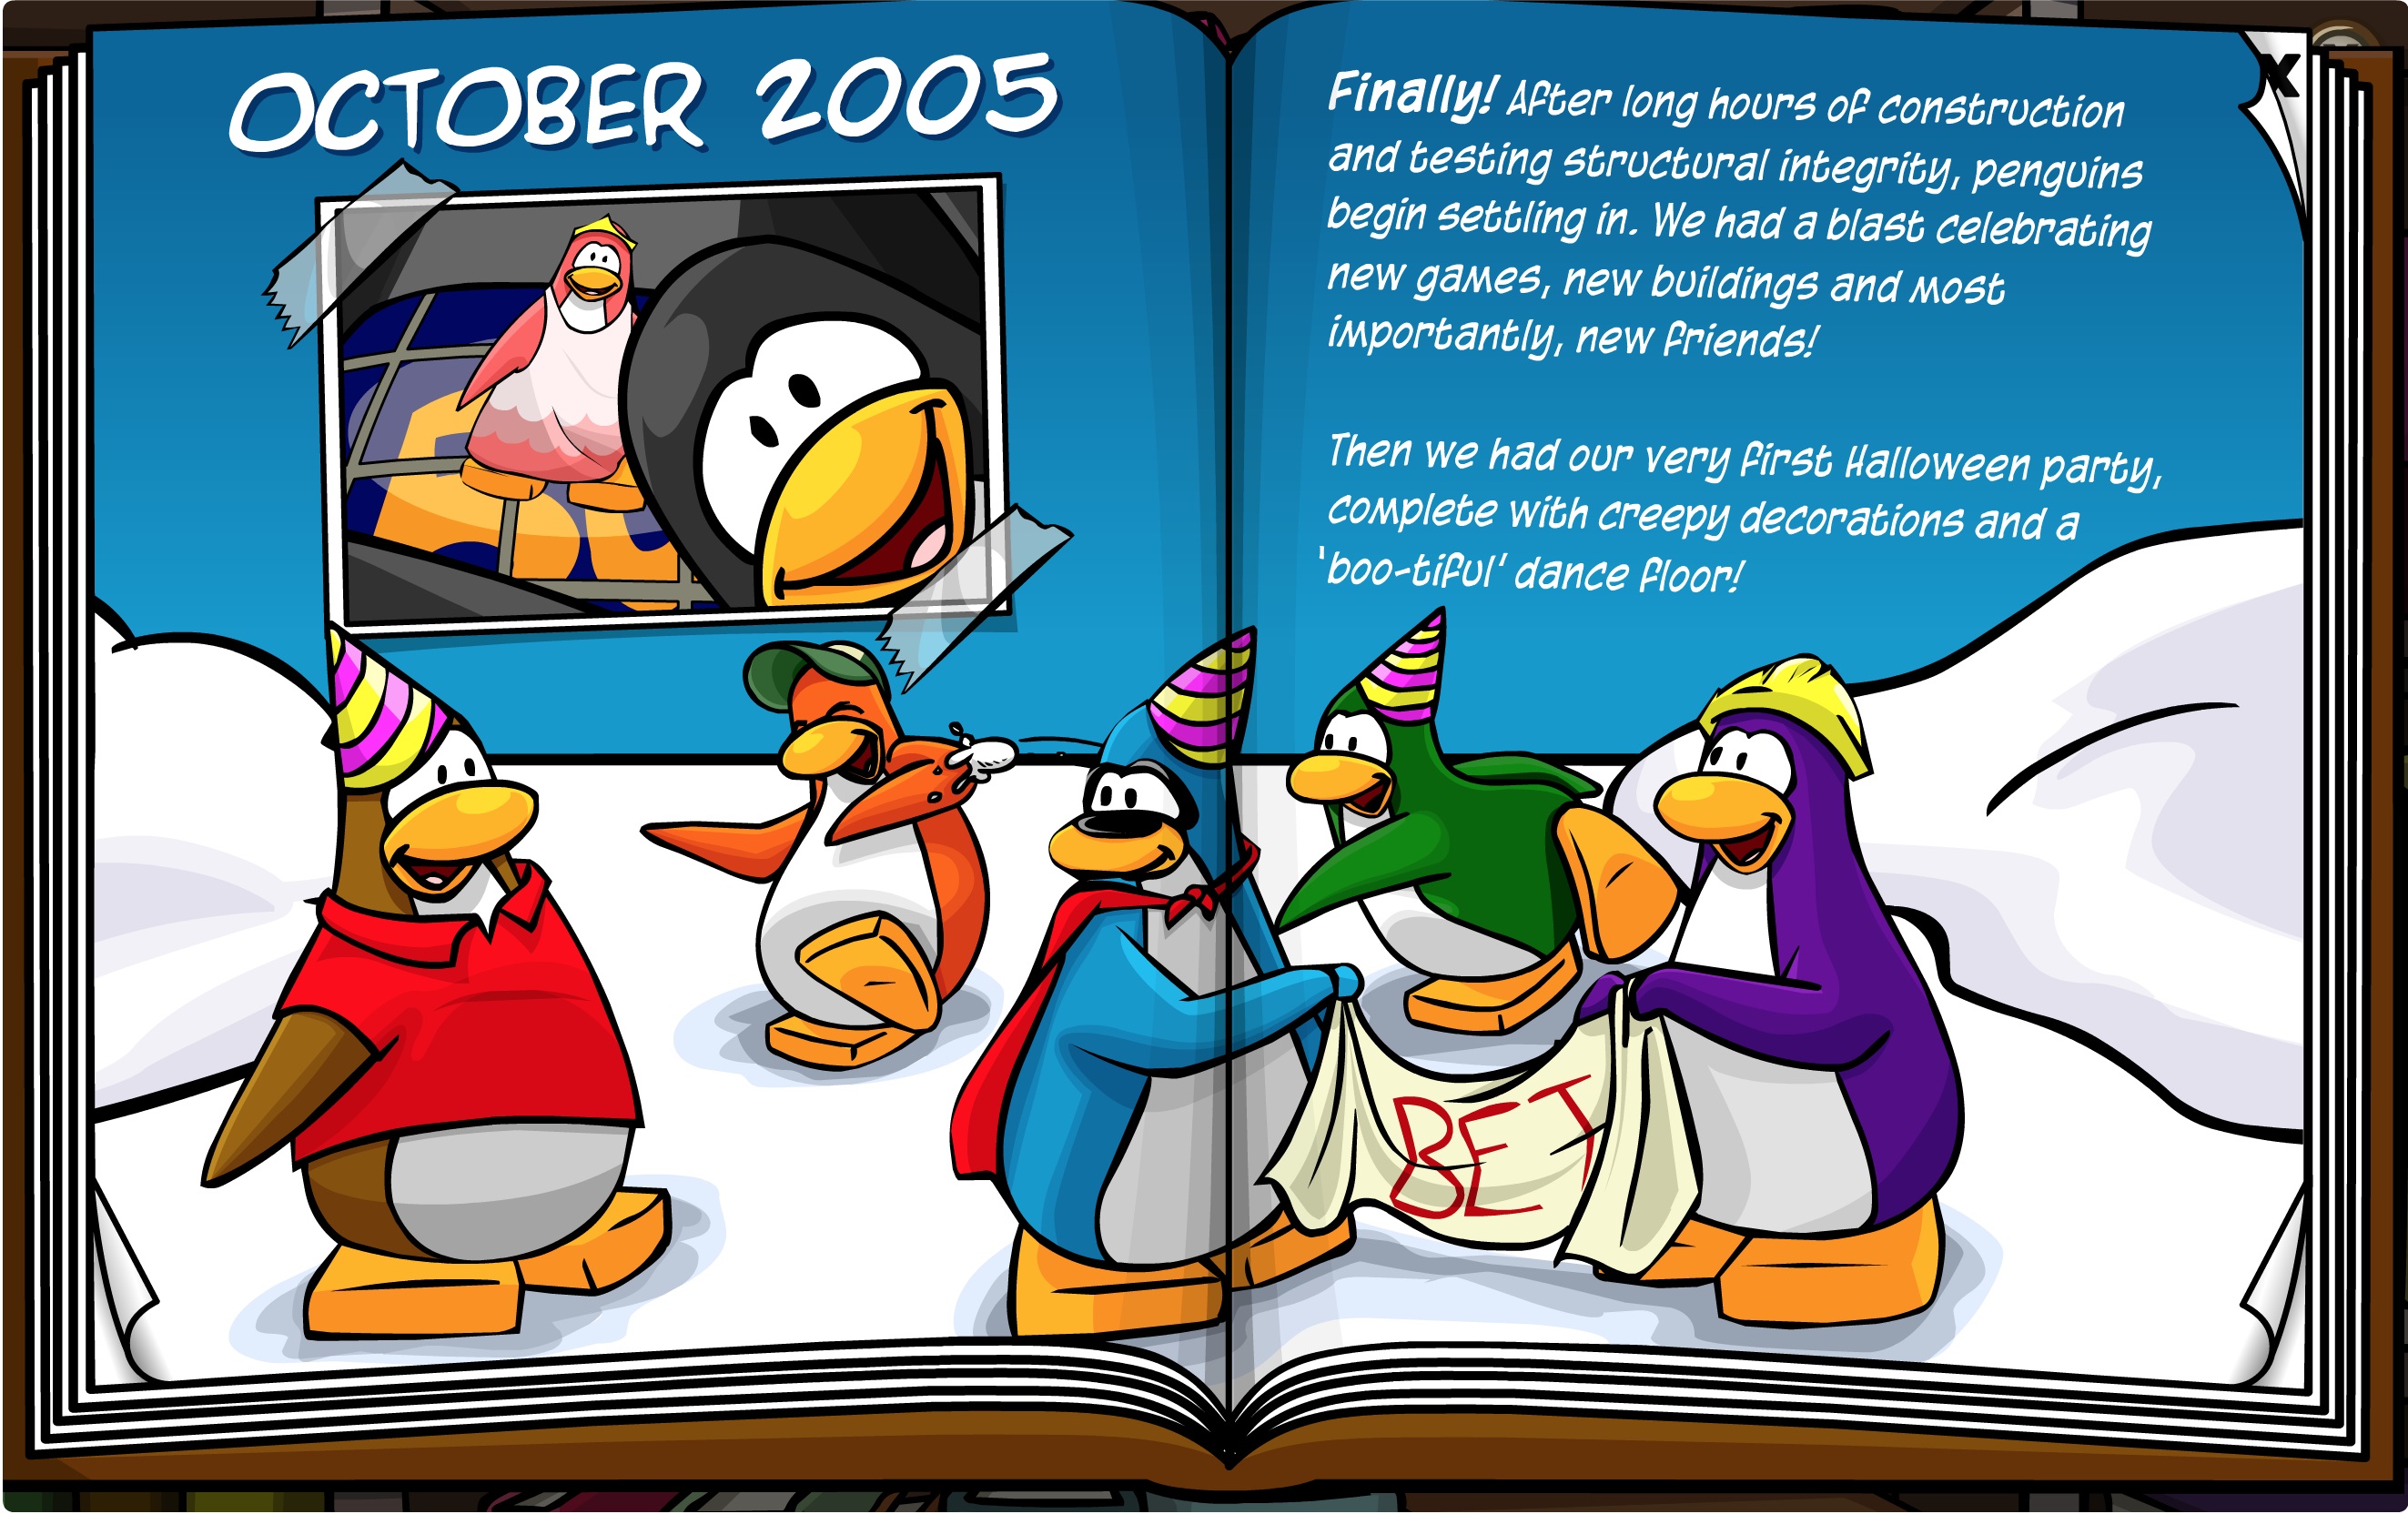 OCTOBER 2005
Finally! After long hours of construction
and testing structural integrity, penguins
begin settling in. We had a blast celebrating
new games, new buildings and most
importantly, new friends!
Then we had our very first Halloween party,
complete with creepy decorations and a
'boo-tiful' dance floor!
BET
X